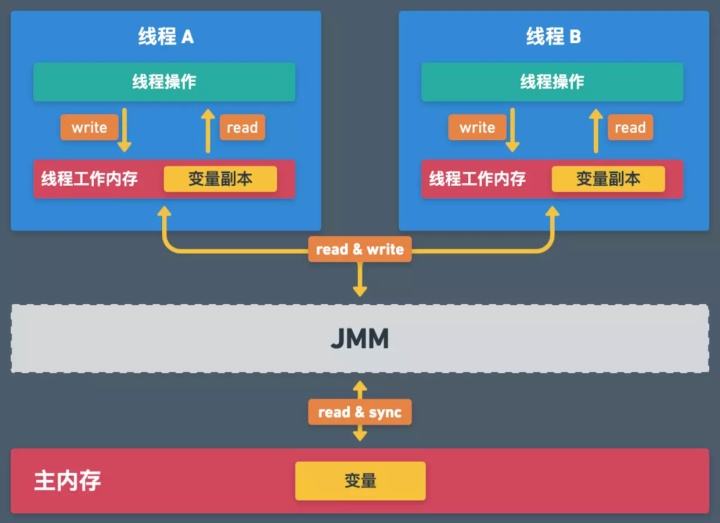 线程 A
线程操作
write
read
线程工作内存
变量副本
线程 B
线程操作
write
read
线程工作内存
变量副本
read & write
JMM
read & sync
主内存
变量